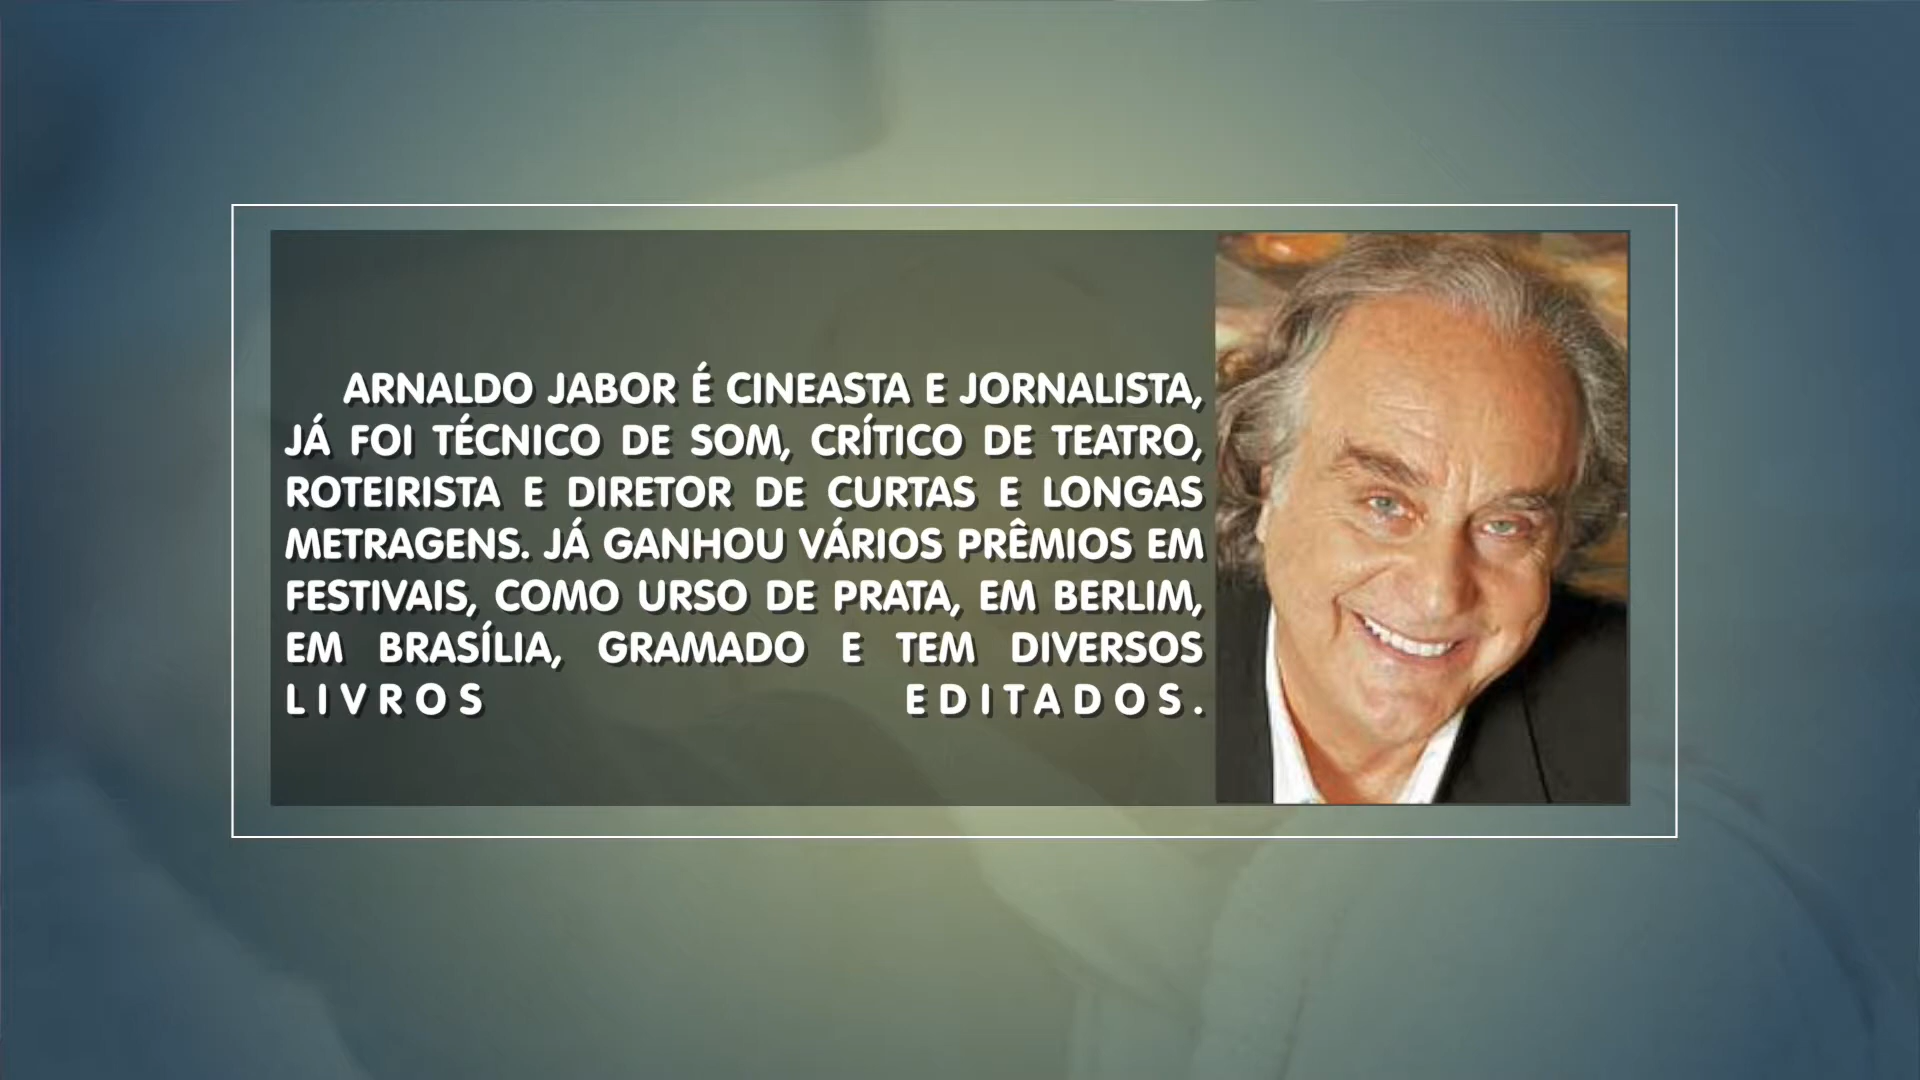 ARNALDO JABOR É CINEASTA E JORNALISTA,
JÁ FOI TÉCNICO DE SOM, CRÍTICO DE TEATRO,
ROTEIRISTA E DIRETOR DE CURTAS E LONGAS
METRAGENS. JÁ GANHOU VÁRIOS PRÊMIOS EM
FESTIVAIS, COMO URSO DE PRATA, EM BERLIM,
EM BRASÍLIA, GRAMADO E TEM DIVERSOS
LIVROS EDITADOS.